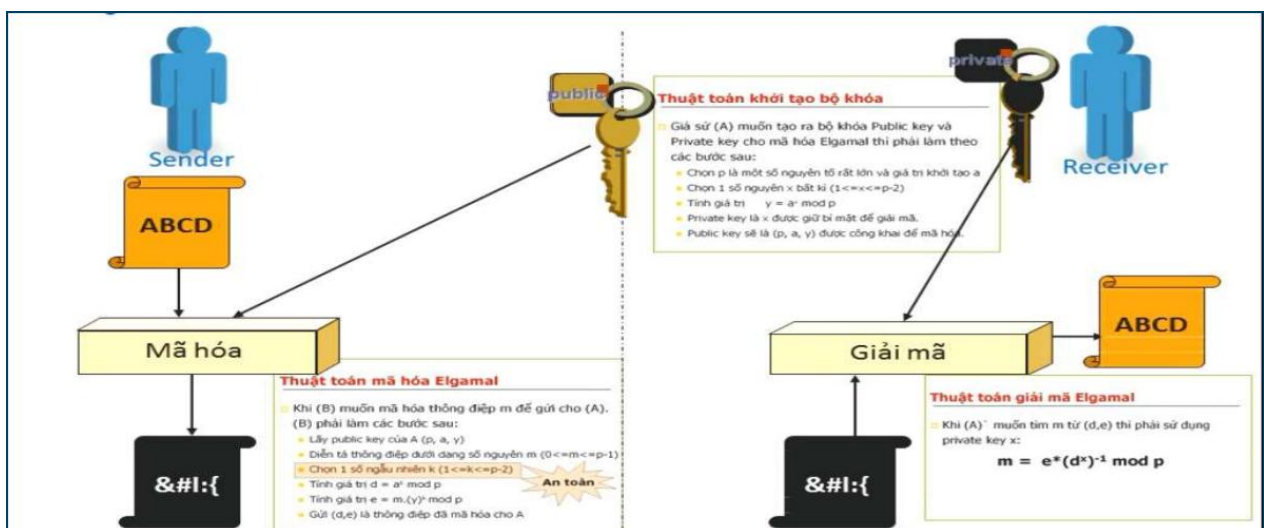 Sender
public
private
Receiver
ABCD
Thuật toán khởi tạo bộ khóa
Giả sử (A) muốn tạo ra bộ khóa Public key và
Private key cho mã hóa Elgamal thì phải làm theo
các bước sau:
Chọn p là một số nguyên tố rất lớn và giá trị khởi tạo a
Chọn 1 số nguyên x bất kì (1<=x<=p-2)
Tính giá trị y = aˣ mod p
Private key là x được giữ bí mật để giải mã.
Public key sẽ là (p, a, y) được công khai để mã hóa.
Mã hóa
Thuật toán mã hóa Elgamal
Khi (B) muốn mã hóa thông điệp m để gửi cho (A).
(B) phải làm các bước sau:
Lấy public key của A (p, a, y)
Diễn tả thông điệp dưới dạng số nguyên m (0<=m<=p-1)
Chọn 1 số ngẫu nhiên k (1<=k<=p-2)
An toàn
Tính giá trị d = aᵏ mod p
Tính giá trị e = m.(y)ᵏ mod p
Gửi (d,e) là thông điệp đã mã hóa cho A
&#I:{
Giải mã
ABCD
Thuật toán giải mã Elgamal
Khi (A)` muốn tìm m từ (d,e) thì phải sử dụng
private key x:
m = e*(dˣ)⁻¹ mod p
&#I:{